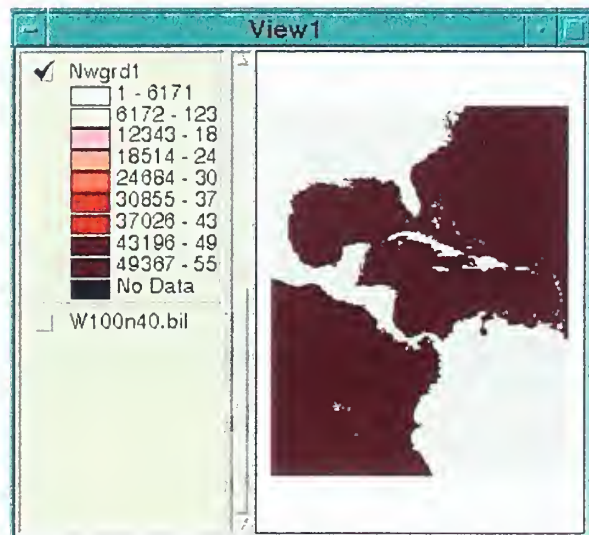 View1
Nwgrd1
1 - 6171
6172 - 123
12343 - 18
18514 - 24
24684 - 30
30855 - 37
37026 - 43
43196 - 49
49367 - 55
No Data
W100n40.bil